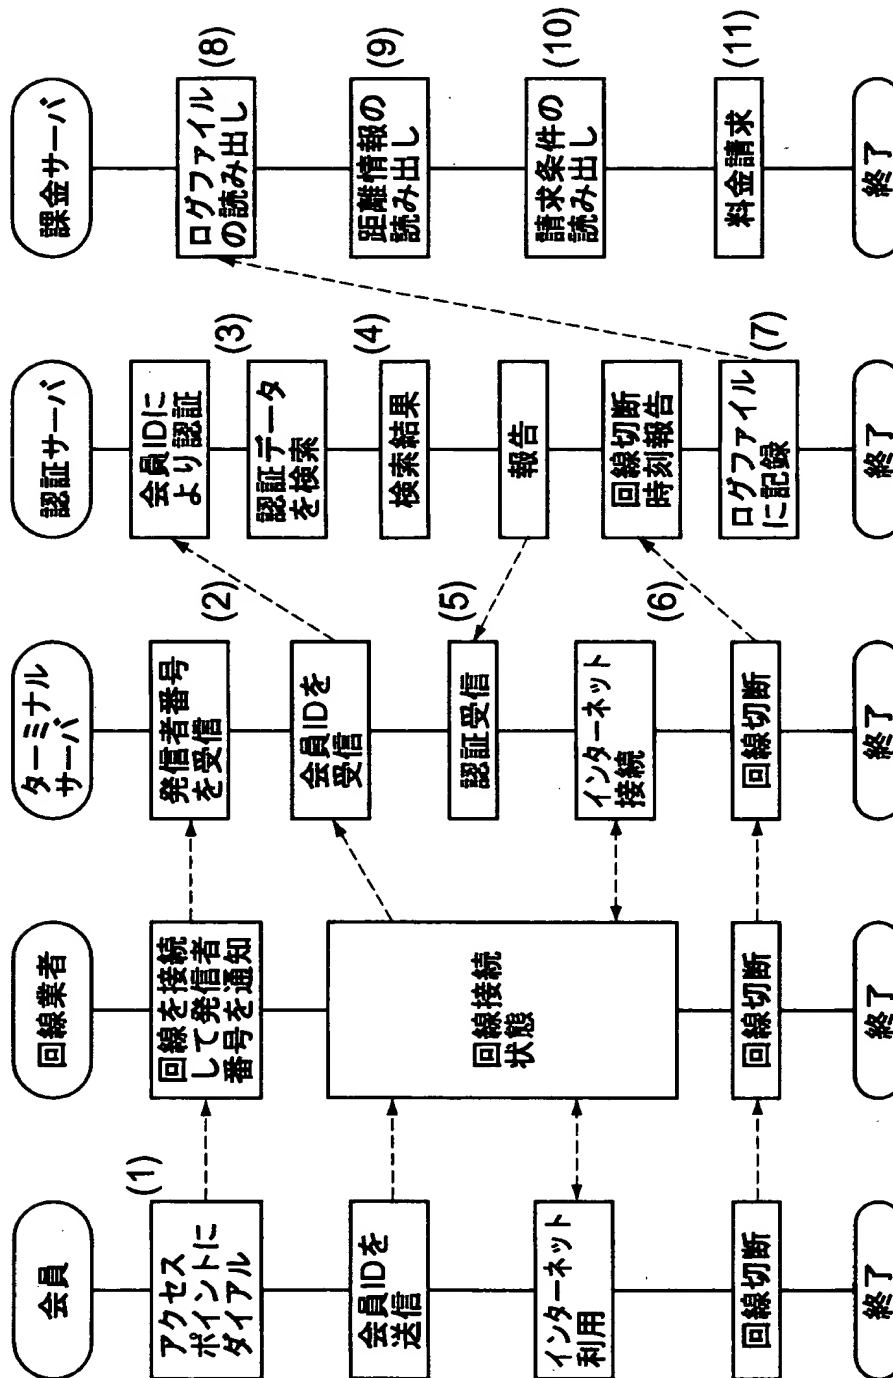 会員
アクセス
ポイントに
ダイアル
(1)
会員IDを
送信
インターネット
利用
回線切断
終了
回線業者
回線を接続
して発信者
番号を通知
回線接続
状態
回線切断
終了
ターミナル
サーバ
発信者番号
を受信
(2)
会員IDを
受信
認証受信
(5)
インターネット
接続
(6)
回線切断
終了
認証サーバ
会員IDに
より認証
(3)
認証データ
を検索
(4)
検索結果
報告
回線切断
時刻報告
ログファイル
に記録
(7)
終了
課金サーバ
ログファイル
の読み出し
(8)
距離情報の
読み出し
(9)
請求条件の
読み出し
(10)
料金請求
(11)
終了